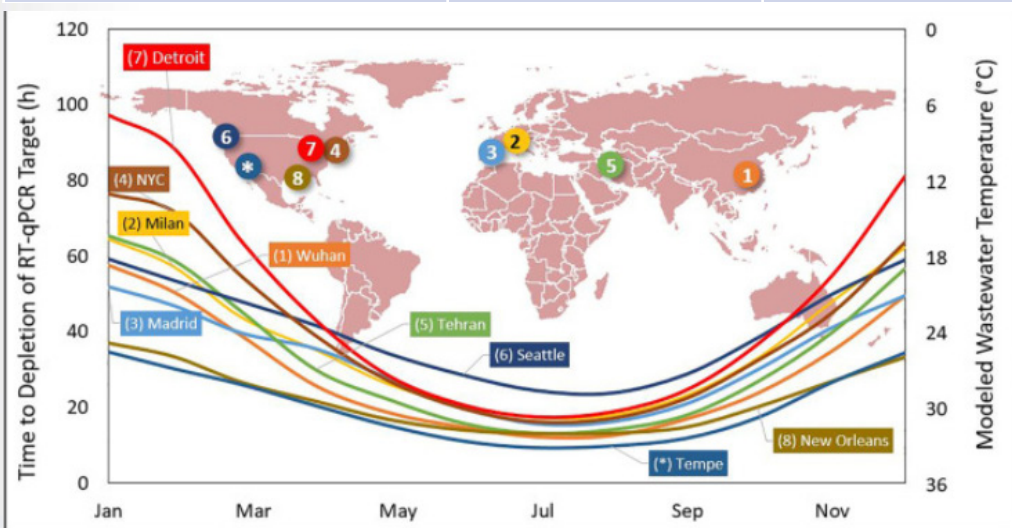 120
100
80
60
40
20
0
Time to Depletion of RT-qPCR Target (h)
0
6
12
18
24
30
36
Modeled Wastewater Temperature (°C)
Jan
Mar
May
Jul
Sep
Nov
(7) Detroit
(4) NYC
(2) Milan
(1) Wuhan
(3) Madrid
(5) Tehran
(6) Seattle
(8) New Orleans
(*) Tempe
6
*
7
4
8
3
2
5
1